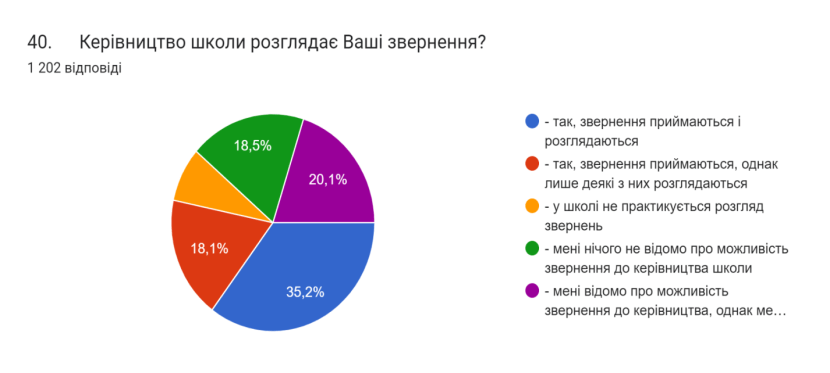 40. Керівництво школи розглядає Ваші звернення?
1 202 відповіді
18,5%
20,1%
18,1%
35,2%
- так, звернення приймаються і
розглядаються
- так, звернення приймаються, однак
лише деякі з них розглядаються
- у школі не практикується розгляд
звернень
- мені нічого не відомо про можливість
звернення до керівництва школи
- мені відомо про можливість
звернення до керівництва, однак ме…